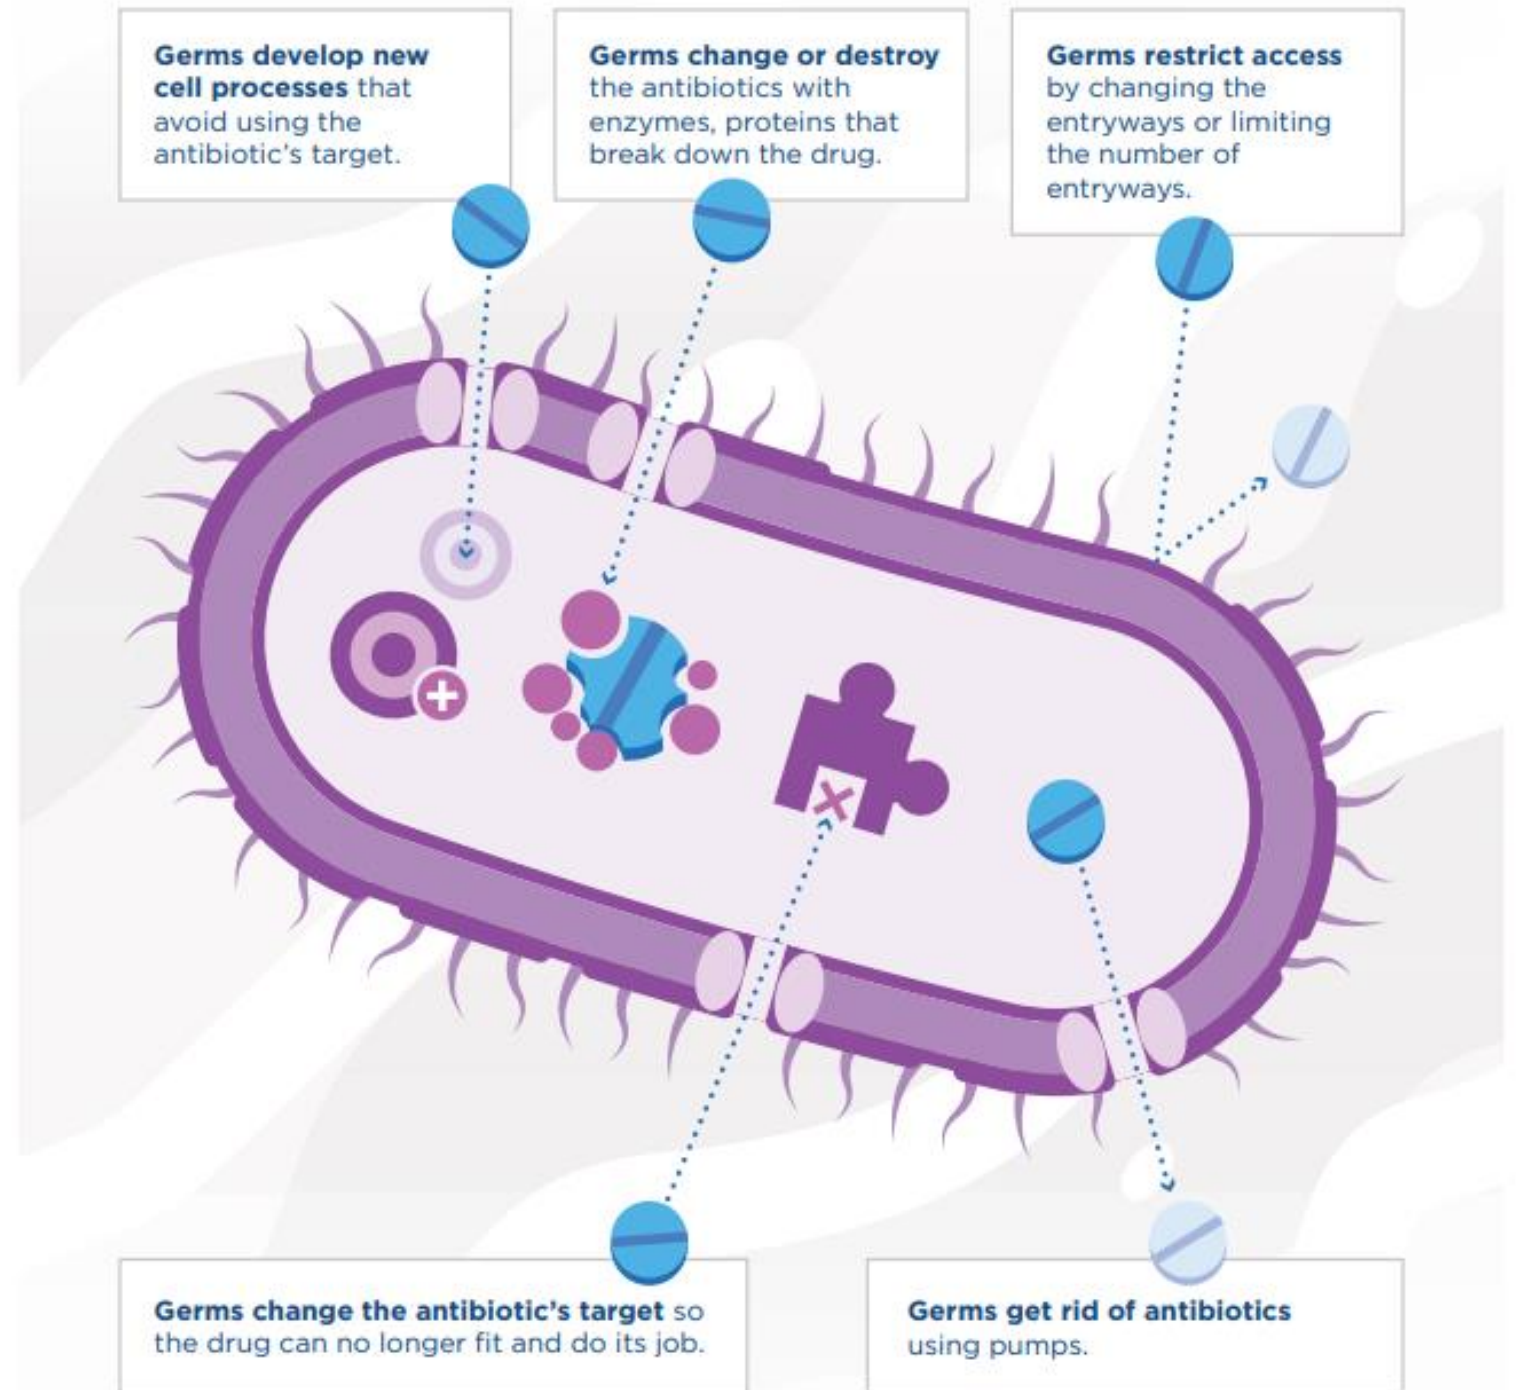 Germs develop new
cell processes that
avoid using the
antibiotic's target.
Germs change or destroy
the antibiotics with
enzymes, proteins that
break down the drug.
Germs restrict access
by changing the
entryways or limiting
the number of
entryways.
Germs change the antibiotic's target so
the drug can no longer fit and do its job.
Germs get rid of antibiotics
using pumps.